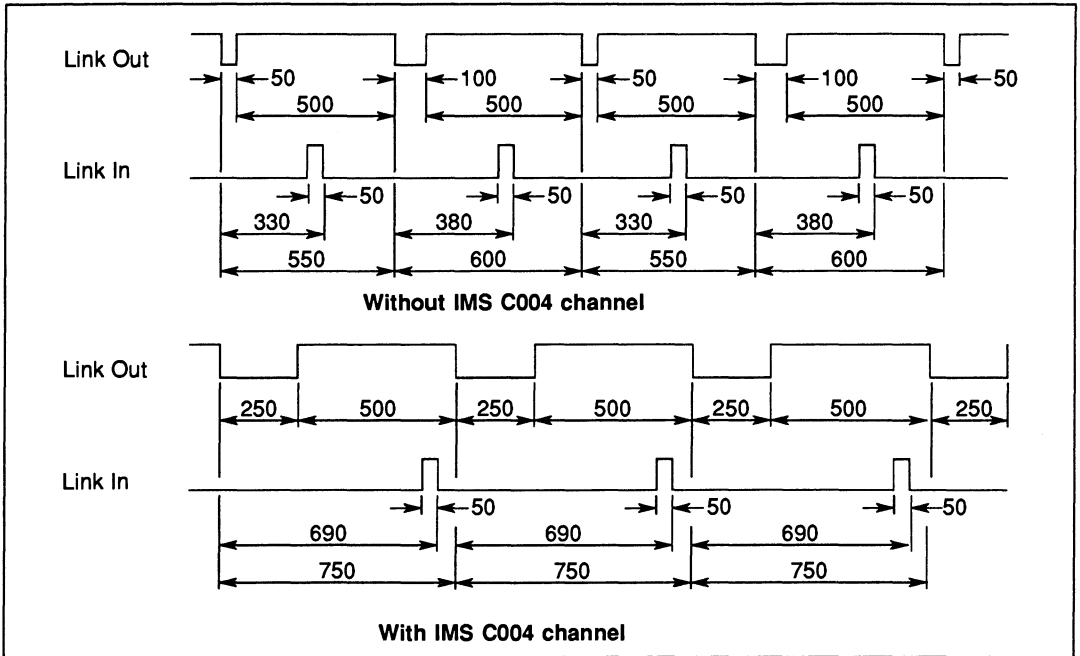 Link Out
50 100 50 100 50
500 500 500 500
Link In
50 50 50 50
330 380 330 380
550 600 550 600
Without IMS C004 channel
Link Out
250 500 250 500 250 500 250
Link In
50 50 50
690 690 690
750 750 750
With IMS C004 channel